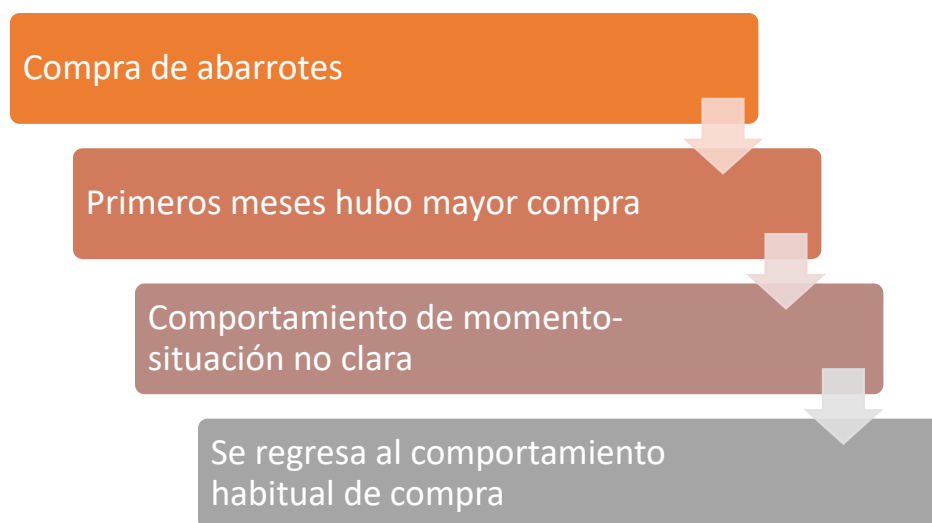 Compra de abarrotes
Primeros meses hubo mayor compra
Comportamiento de momento-
situación no clara
Se regresa al comportamiento
habitual de compra